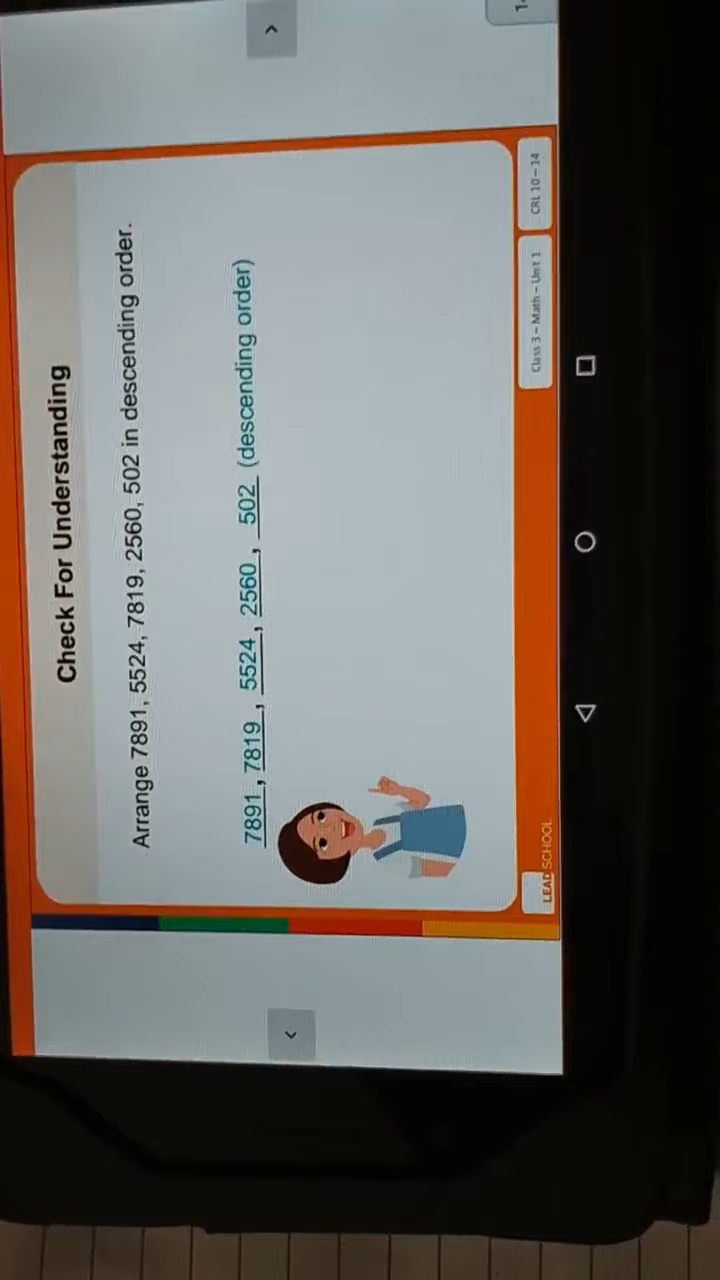 Check For Understanding
Arrange 7891, 5524, 7819, 2560, 502 in descending order.
7891 , 7819 , 5524 , 2560 , 502 (descending order)
LEAD SCHOOL
Class 3 – Math – Unit 1
CRL 10 – 14